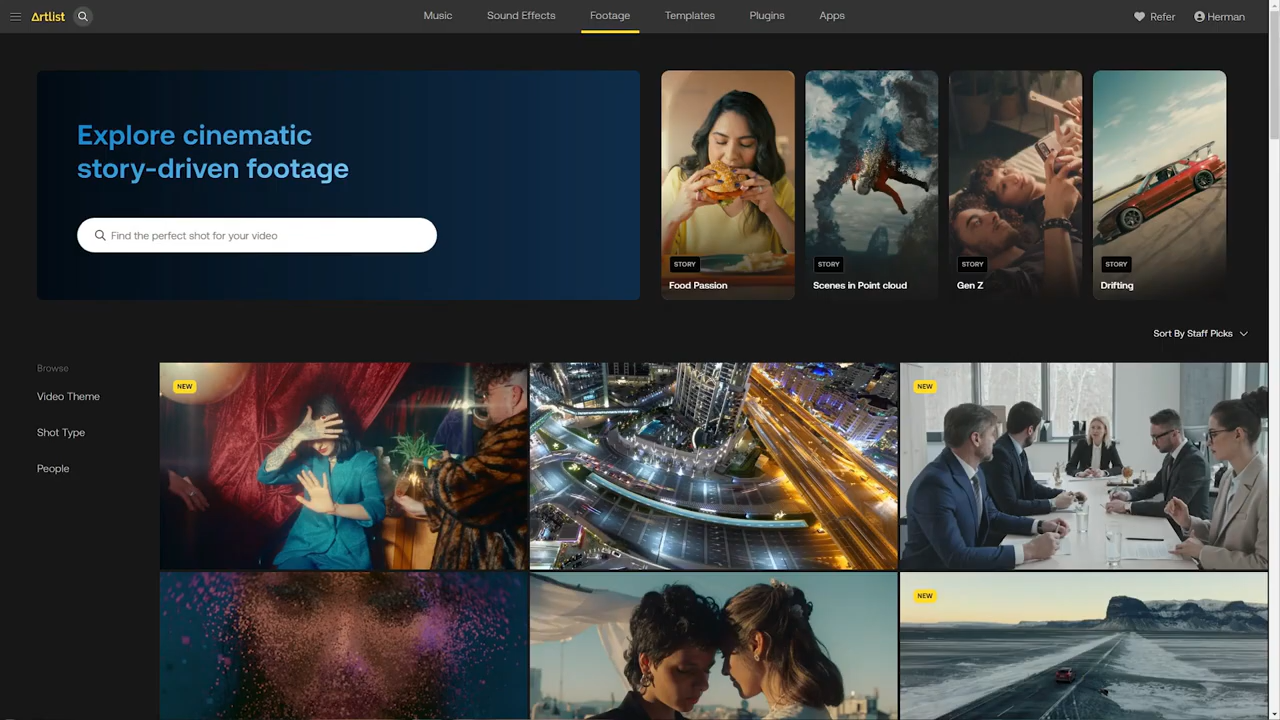 Artlist
Music
Sound Effects
Footage
Templates
Plugins
Apps
Refer
Herman
Explore cinematic
story-driven footage
Find the perfect shot for your video
STORY
Food Passion
STORY
Scenes in Point cloud
STORY
Gen Z
STORY
Drifting
Sort By Staff Picks
Browse
Video Theme
Shot Type
People
NEW
NEW
NEW